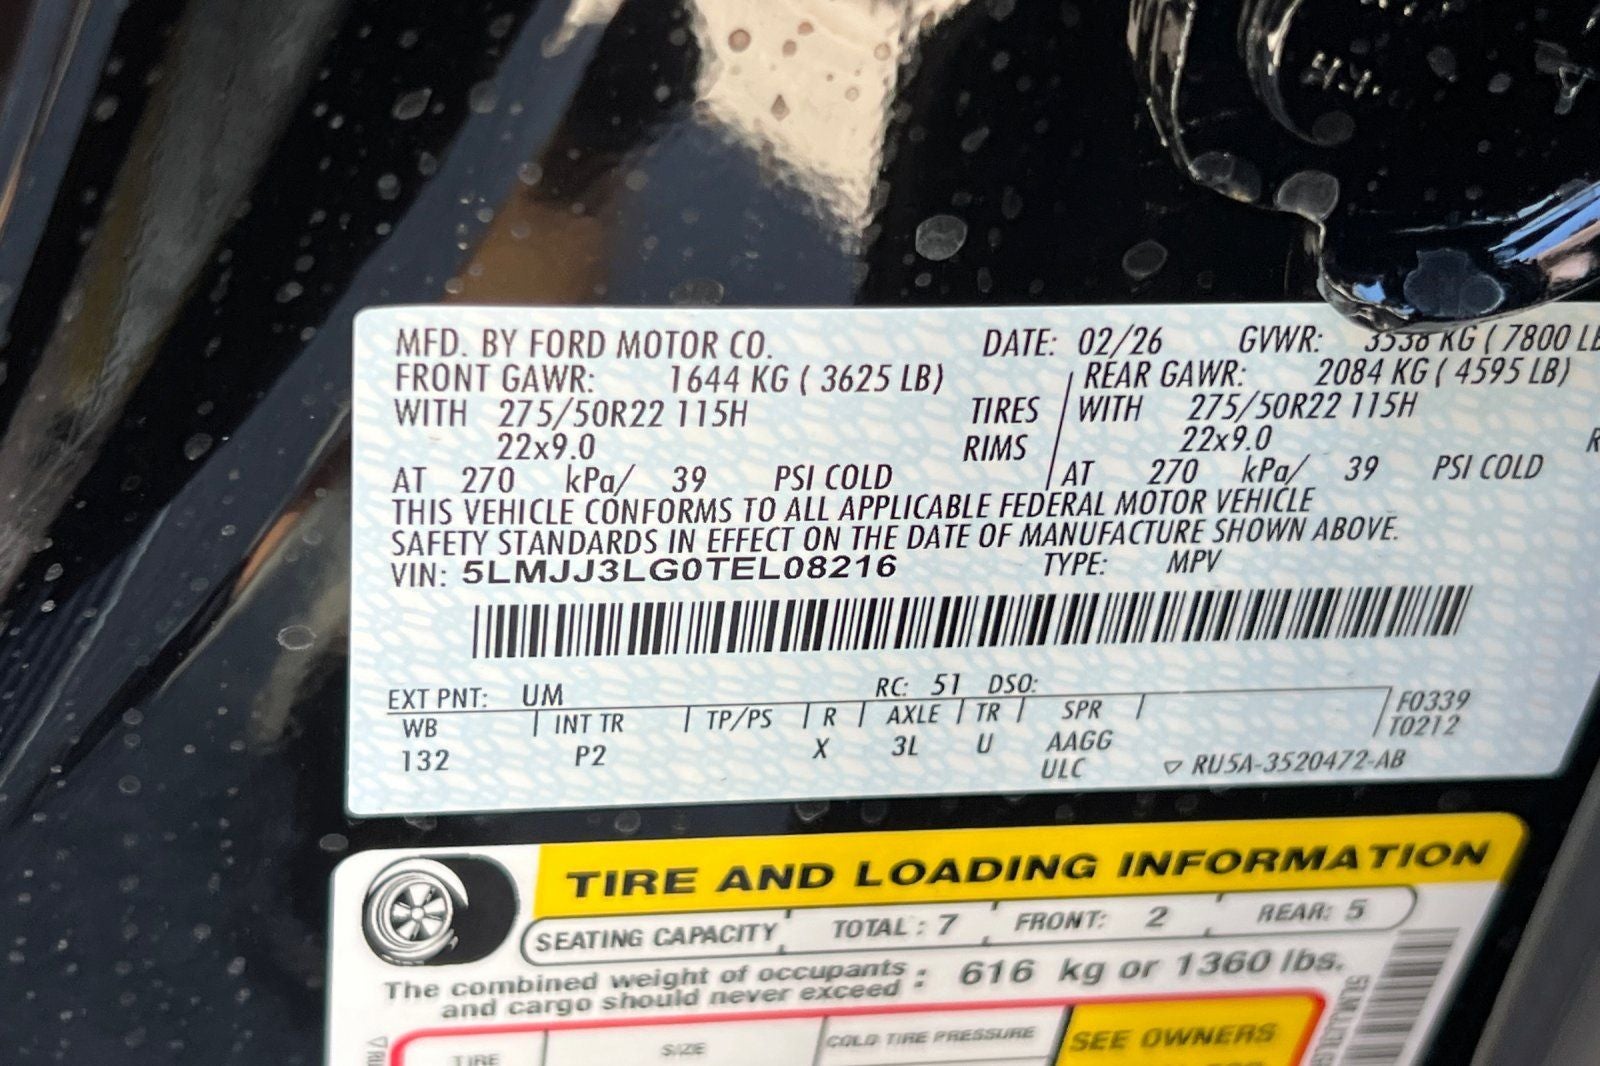 MFD. BY FORD MOTOR CO. DATE: 02/26 GVWR: 3538 KG ( 7800 LB
FRONT GAWR: 1644 KG ( 3625 LB) REAR GAWR: 2084 KG ( 4595 LB)
WITH 275/50R22 115H TIRES WITH 275/50R22 115H
22x9.0 RIMS 22x9.0 R
AT 270 kPa/ 39 PSI COLD AT 270 kPa/ 39 PSI COLD
THIS VEHICLE CONFORMS TO ALL APPLICABLE FEDERAL MOTOR VEHICLE
SAFETY STANDARDS IN EFFECT ON THE DATE OF MANUFACTURE SHOWN ABOVE.
VIN: 5LMJJ3LG0TEL08216 TYPE: MPV
EXT PNT: UM RC: 51 DSO:
WB INT TR TP/PS R AXLE TR SPR F0339
132 P2 X 3L U AAGG T0212
ULC ▽ RU5A-3520472-AB
TIRE AND LOADING INFORMATION
SEATING CAPACITY TOTAL : 7 FRONT: 2 REAR: 5
The combined weight of occupants : 616 kg or 1360 lbs.
and cargo should never exceed
TIRE SIZE COLD TIRE PRESSURE SEE OWNERS